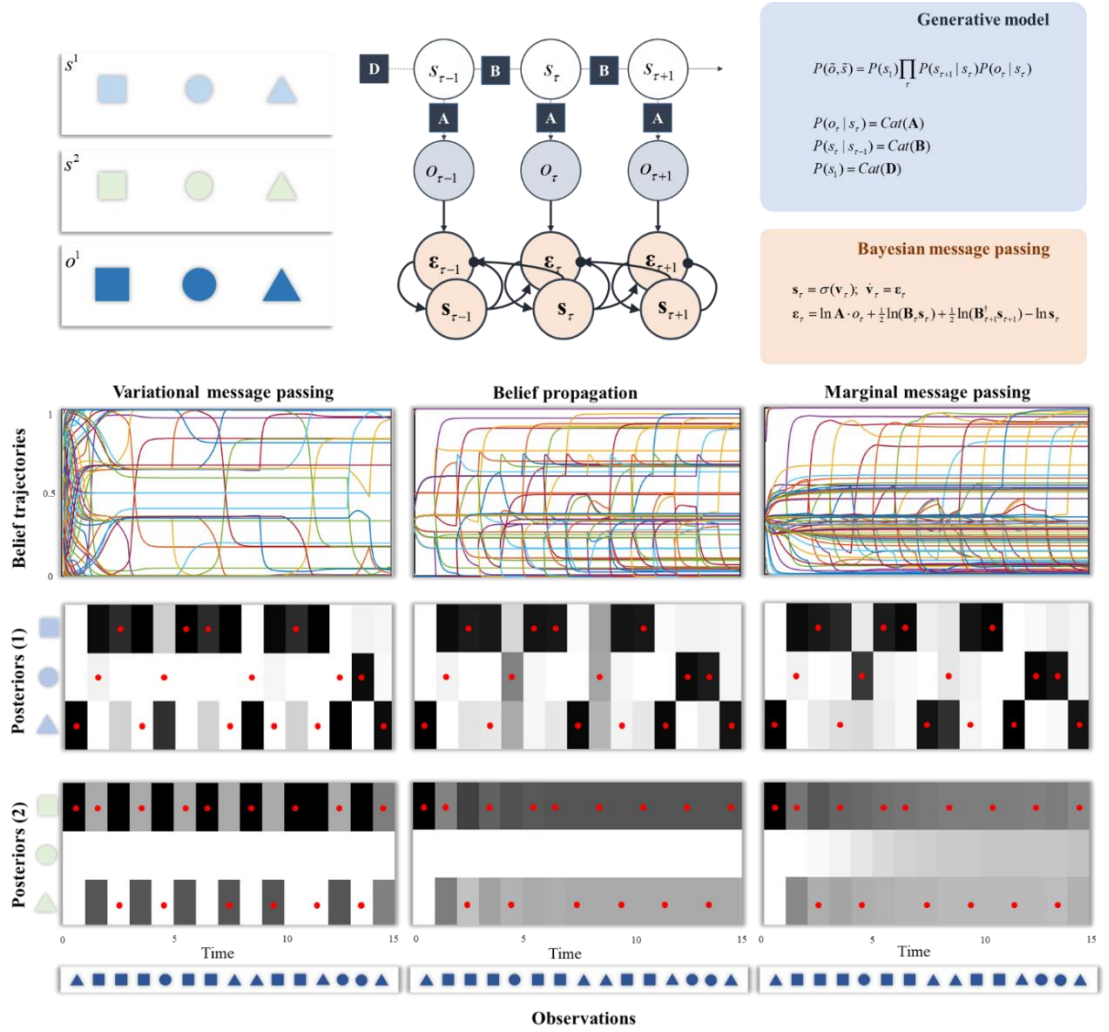 s¹
s²
o¹
D
s_{τ−1}
B
s_τ
B
s_{τ+1}
A
A
A
o_{τ−1}
o_τ
o_{τ+1}
ε_{τ−1}
ε_τ
ε_{τ+1}
s_{τ−1}
s_τ
s_{τ+1}
Generative model
P(õ,s̃) = P(s₁)∏_τ P(s_{τ+1} | s_τ)P(o_τ | s_τ)
P(o_τ | s_τ) = Cat(A)
P(s_τ | s_{τ−1}) = Cat(B)
P(s₁) = Cat(D)
Bayesian message passing
s_τ = σ(v_τ); v̇_τ = ε_τ
ε_τ = ln A · o_τ + ½ ln(B_τ s_τ) + ½ ln(B†_{τ+1} s_{τ+1}) − ln s_τ
Variational message passing
Belief propagation
Marginal message passing
Belief trajectories
1
0.5
0
Posteriors (1)
Posteriors (2)
0 5 10 15
0 5 10 15
0 5 10 15
Time
Time
Time
Observations